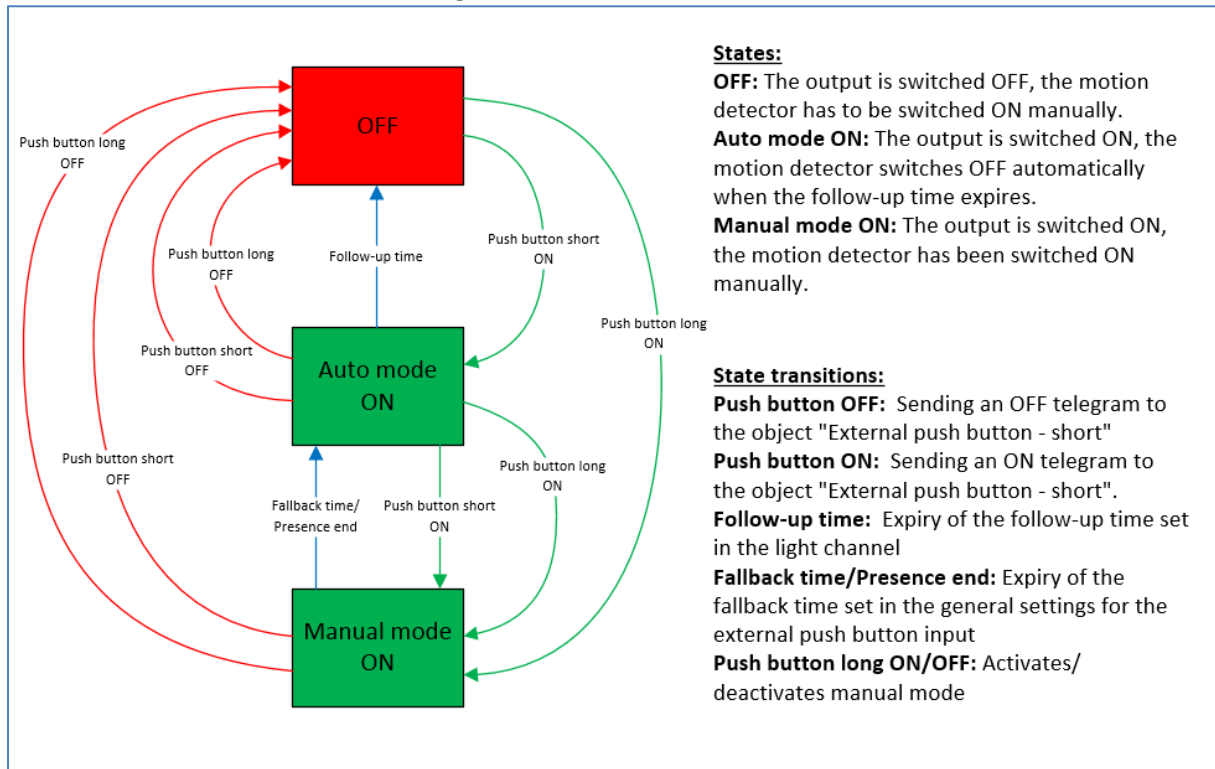 OFF
Push button long
OFF
Push button long
OFF
Follow-up time
Push button short
ON
Push button long
ON
Push button short
OFF
Auto mode
ON
Push button short
OFF
Fallback time/
Presence end
Push button short
ON
Push button long
ON
Manual mode
ON
States:
OFF: The output is switched OFF, the motion
detector has to be switched ON manually.
Auto mode ON: The output is switched ON, the
motion detector switches OFF automatically
when the follow-up time expires.
Manual mode ON: The output is switched ON,
the motion detector has been switched ON
manually.
State transitions:
Push button OFF: Sending an OFF telegram to
the object "External push button - short"
Push button ON: Sending an ON telegram to
the object "External push button - short".
Follow-up time: Expiry of the follow-up time set
in the light channel
Fallback time/Presence end: Expiry of the
fallback time set in the general settings for the
external push button input
Push button long ON/OFF: Activates/
deactivates manual mode